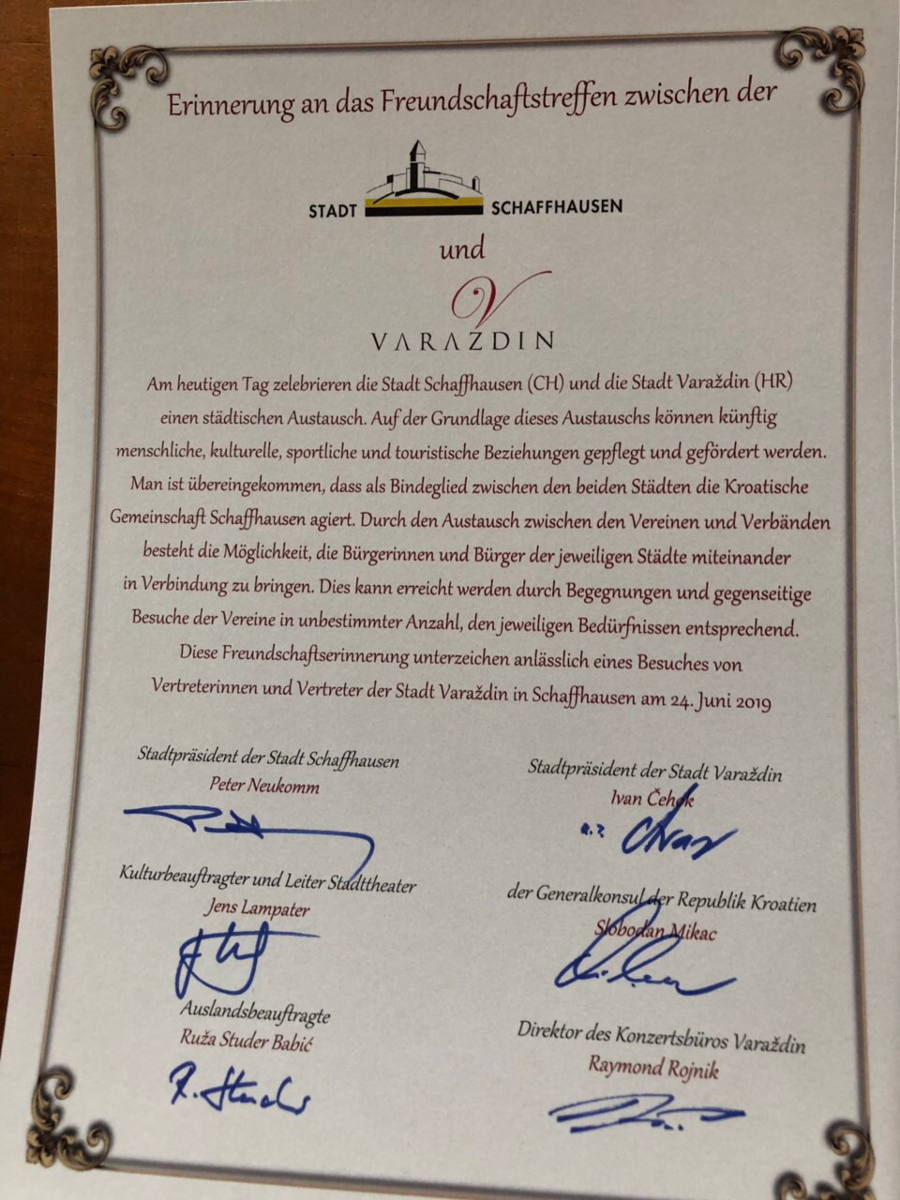 Erinnerung an das Freundschaftstreffen zwischen der
STADT SCHAFFHAUSEN
und
V
VARAZDIN
Am heutigen Tag zelebrieren die Stadt Schaffhausen (CH) und die Stadt Varaždin (HR)
einen städtischen Austausch. Auf der Grundlage dieses Austauschs können künftig
menschliche, kulturelle, sportliche und touristische Beziehungen gepflegt und gefördert werden.
Man ist übereingekommen, dass als Bindeglied zwischen den beiden Städten die Kroatische
Gemeinschaft Schaffhausen agiert. Durch den Austausch zwischen den Vereinen und Verbänden
besteht die Möglichkeit, die Bürgerinnen und Bürger der jeweiligen Städte miteinander
in Verbindung zu bringen. Dies kann erreicht werden durch Begegnungen und gegenseitige
Besuche der Vereine in unbestimmter Anzahl, den jeweiligen Bedürfnissen entsprechend.
Diese Freundschaftserinnerung unterzeichen anlässlich eines Besuches von
Vertreterinnen und Vertreter der Stadt Varaždin in Schaffhausen am 24. Juni 2019
Stadtpräsident der Stadt Schaffhausen
Peter Neukomm
Stadtpräsident der Stadt Varaždin
Ivan Čehok
Kulturbeauftragter und Leiter Stadttheater
Jens Lampater
der Generalkonsul der Republik Kroatien
Slobodan Mikac
Auslandsbeauftragte
Ruža Studer Babić
R. Studer
Direktor des Konzertsbüros Varaždin
Raymond Rojnik